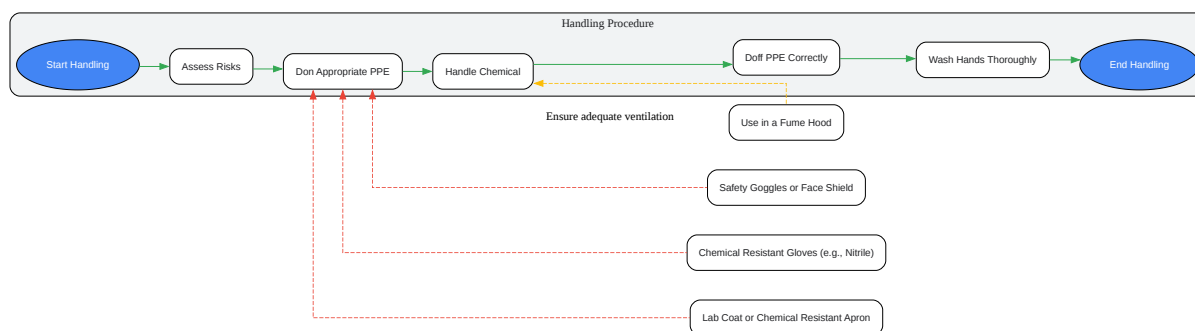 Handling Procedure
Start Handling
Assess Risks
Don Appropriate PPE
Handle Chemical
Doff PPE Correctly
Wash Hands Thoroughly
End Handling
Ensure adequate ventilation
Use in a Fume Hood
Safety Goggles or Face Shield
Chemical Resistant Gloves (e.g., Nitrile)
Lab Coat or Chemical Resistant Apron